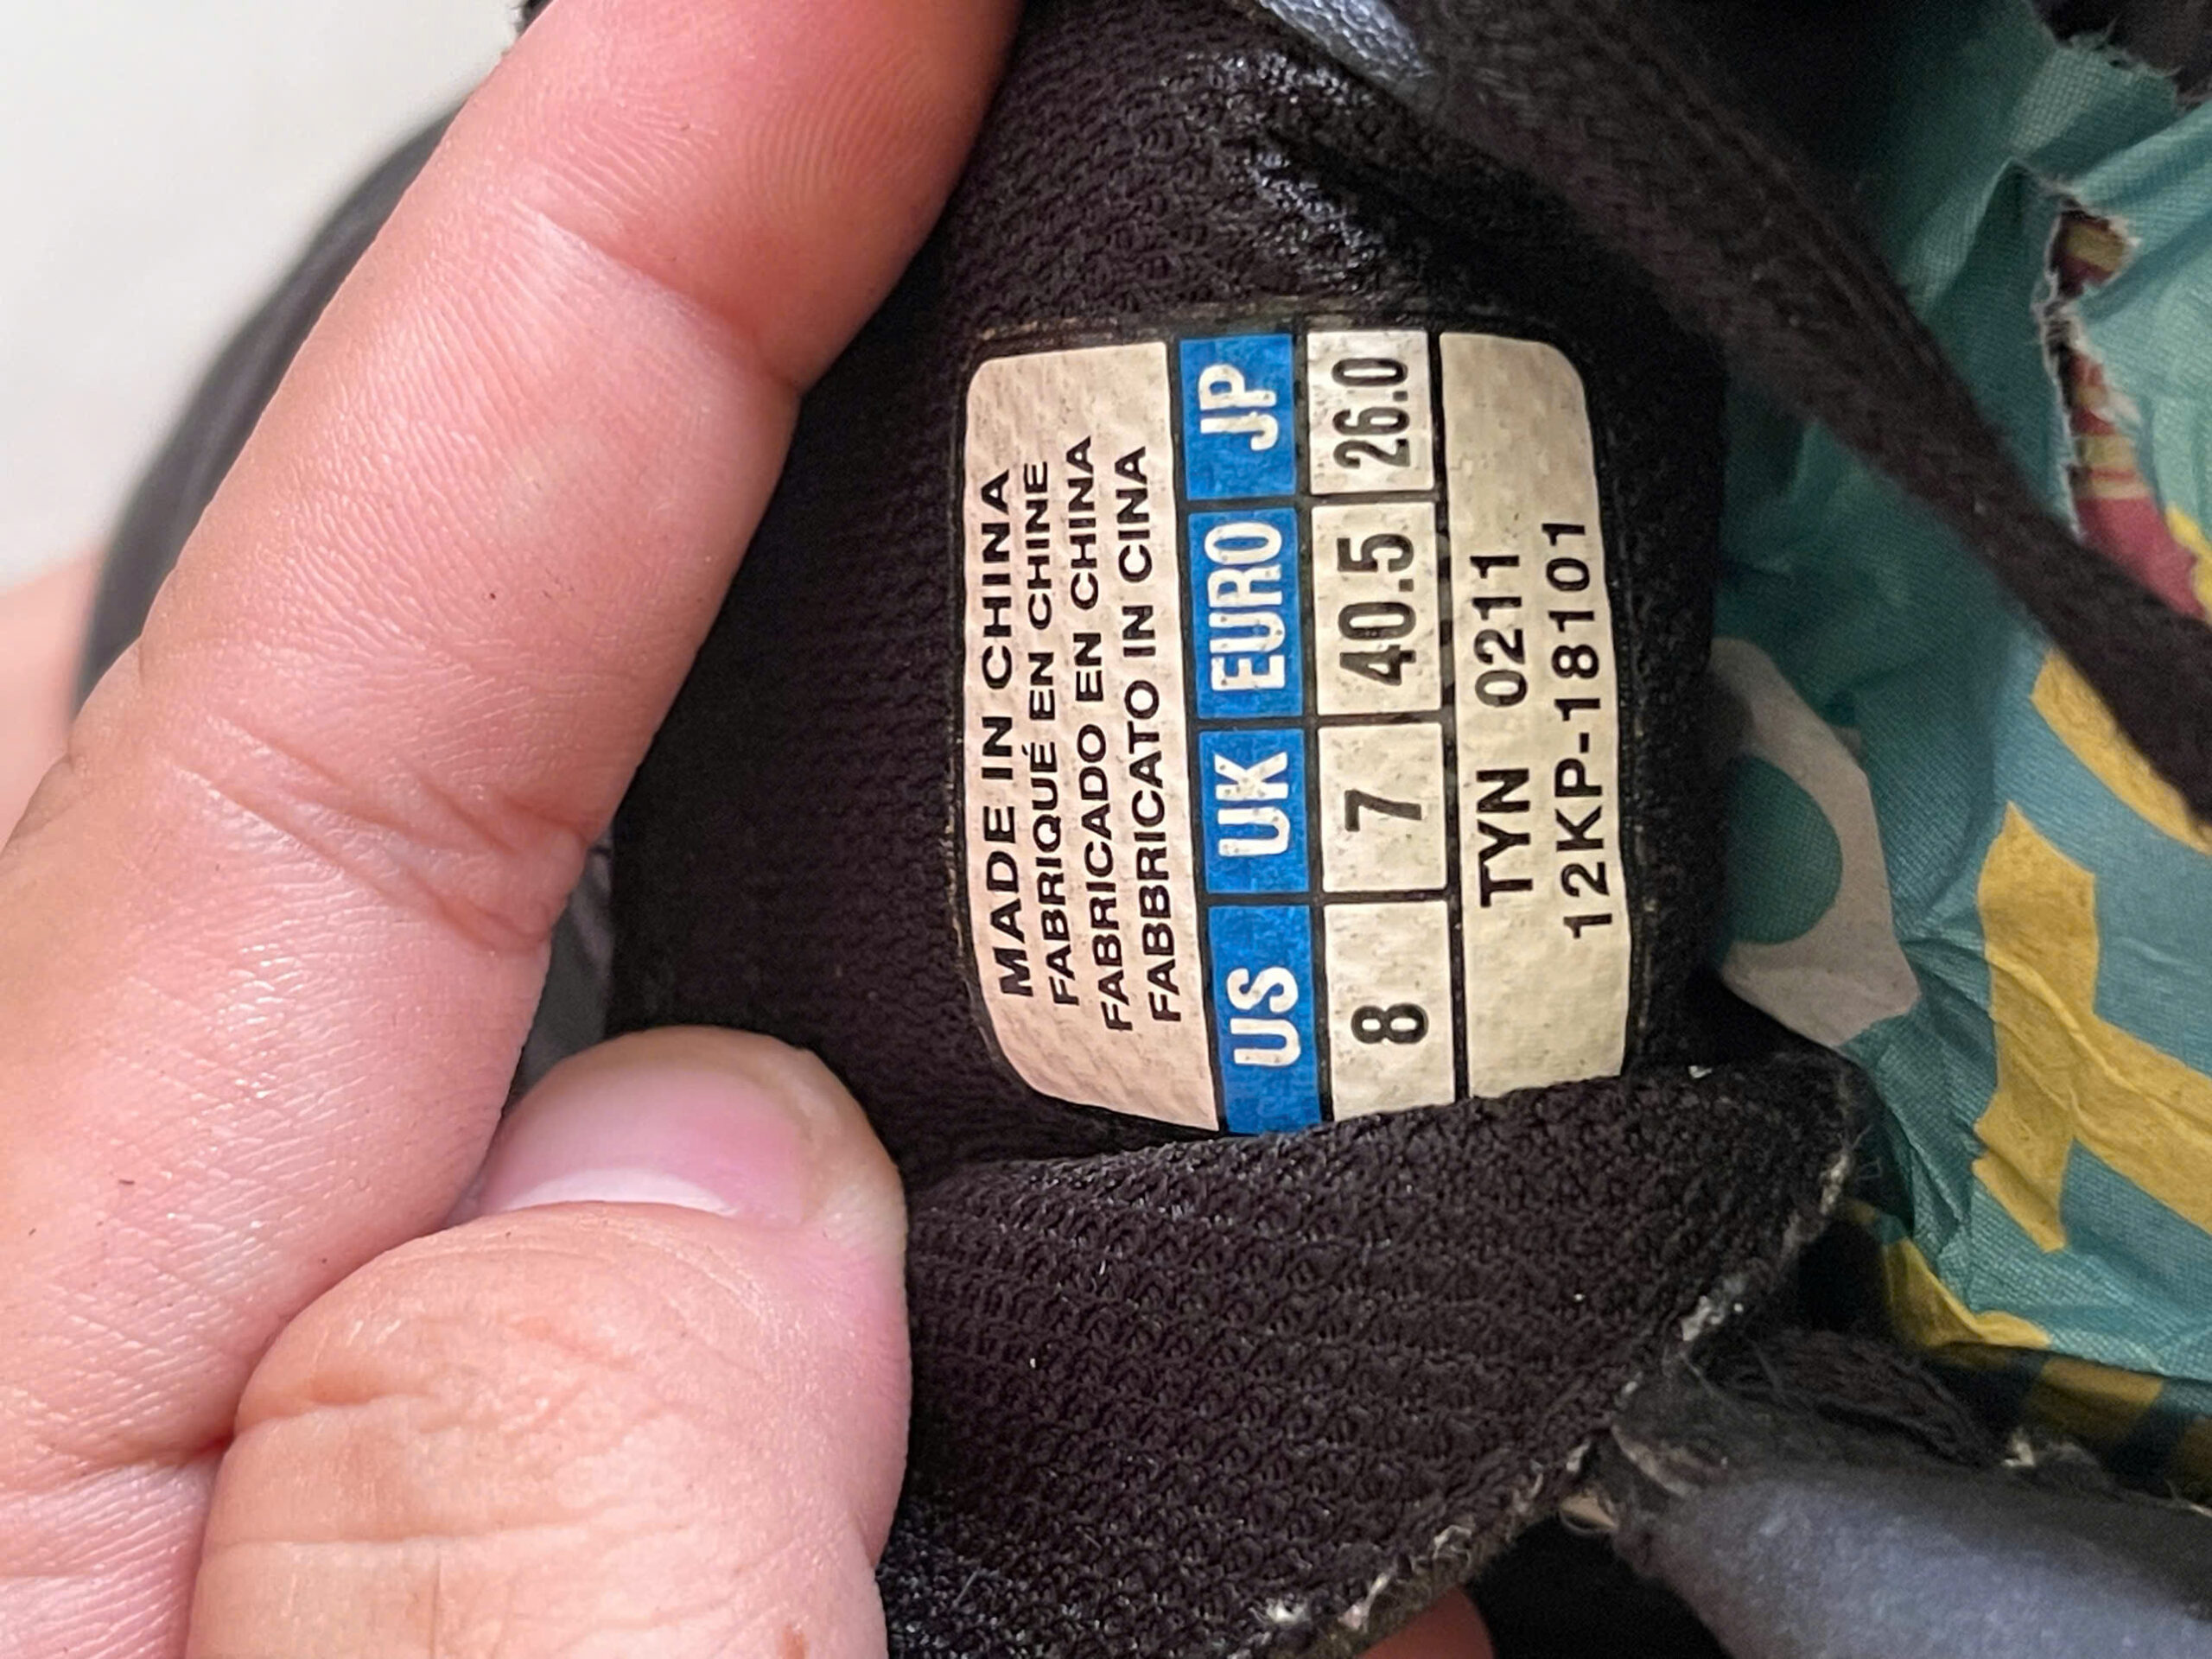 MADE IN CHINA
FABRIQUÉ EN CHINE
FABRICADO EN CHINA
FABBRICATO IN CINA
US UK EURO JP
8 7 40.5 26.0
TYN 0211
12KP-18101